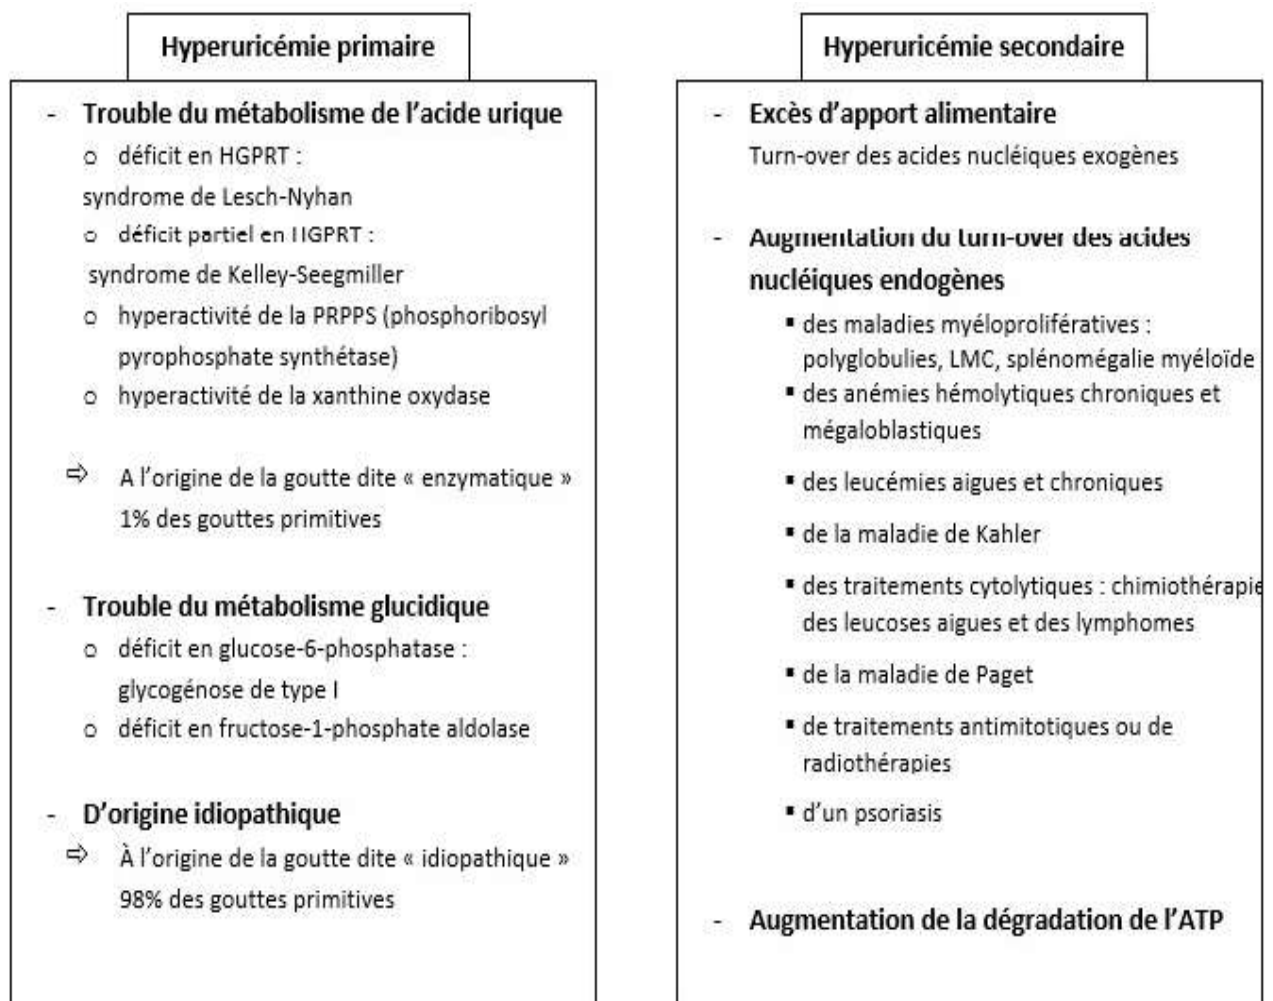 Hyperuricémie primaire
- Trouble du métabolisme de l'acide urique
o déficit en HGPRT :
syndrome de Lesch-Nyhan
o déficit partiel en HGPRT :
syndrome de Kelley-Seegmiller
o hyperactivité de la PRPPS (phosphoribosyl
pyrophosphate synthétase)
o hyperactivité de la xanthine oxydase
⇨ A l'origine de la goutte dite « enzymatique »
1% des gouttes primitives
- Trouble du métabolisme glucidique
o déficit en glucose-6-phosphatase :
glycogénose de type I
o déficit en fructose-1-phosphate aldolase
- D'origine idiopathique
⇨ À l'origine de la goutte dite « idiopathique »
98% des gouttes primitives
Hyperuricémie secondaire
- Excès d'apport alimentaire
Turn-over des acides nucléiques exogènes
- Augmentation du turn-over des acides
nucléiques endogènes
▪ des maladies myéloprolifératives :
polyglobulies, LMC, splénomégalie myéloïde
▪ des anémies hémolytiques chroniques et
mégaloblastiques
▪ des leucémies aigues et chroniques
▪ de la maladie de Kahler
▪ des traitements cytolytiques : chimiothérapie
des leucoses aigues et des lymphomes
▪ de la maladie de Paget
▪ de traitements antimitotiques ou de
radiothérapies
▪ d'un psoriasis
- Augmentation de la dégradation de l'ATP